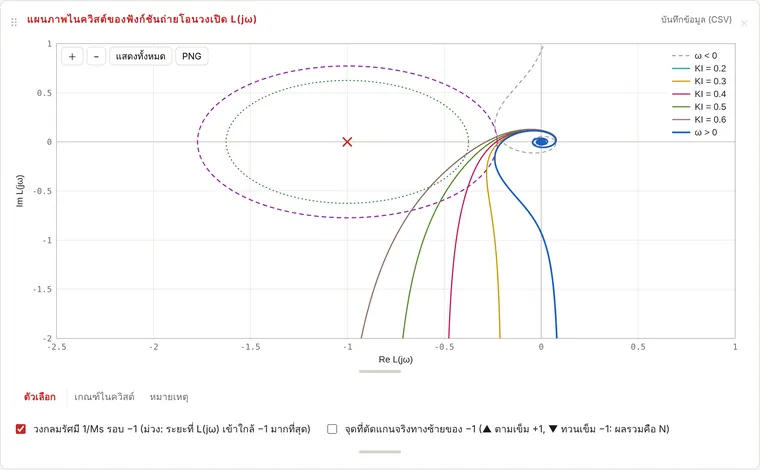 แผนภาพไนควิสต์ของฟังก์ชันถ่ายโอนวงเปิด L(jω)
บันทึกข้อมูล (CSV) ×
+ − แสดงทั้งหมด PNG
ω < 0
KI = 0.2
KI = 0.3
KI = 0.4
KI = 0.5
KI = 0.6
ω > 0
1
0.5
0
-0.5
-1
-1.5
-2
Im L(jω)
-2.5 -2 -1.5 -1 -0.5 0 0.5 1
Re L(jω)
ตัวเลือก เกณฑ์ไนควิสต์ หมายเหตุ
วงกลมรัศมี 1/Ms รอบ −1 (ม่วง: ระยะที่ L(jω) เข้าใกล้ −1 มากที่สุด) จุดที่ตัดแกนจริงทางซ้ายของ −1 (▲ ตามเข็ม +1, ▼ ทวนเข็ม −1: ผลรวมคือ N)